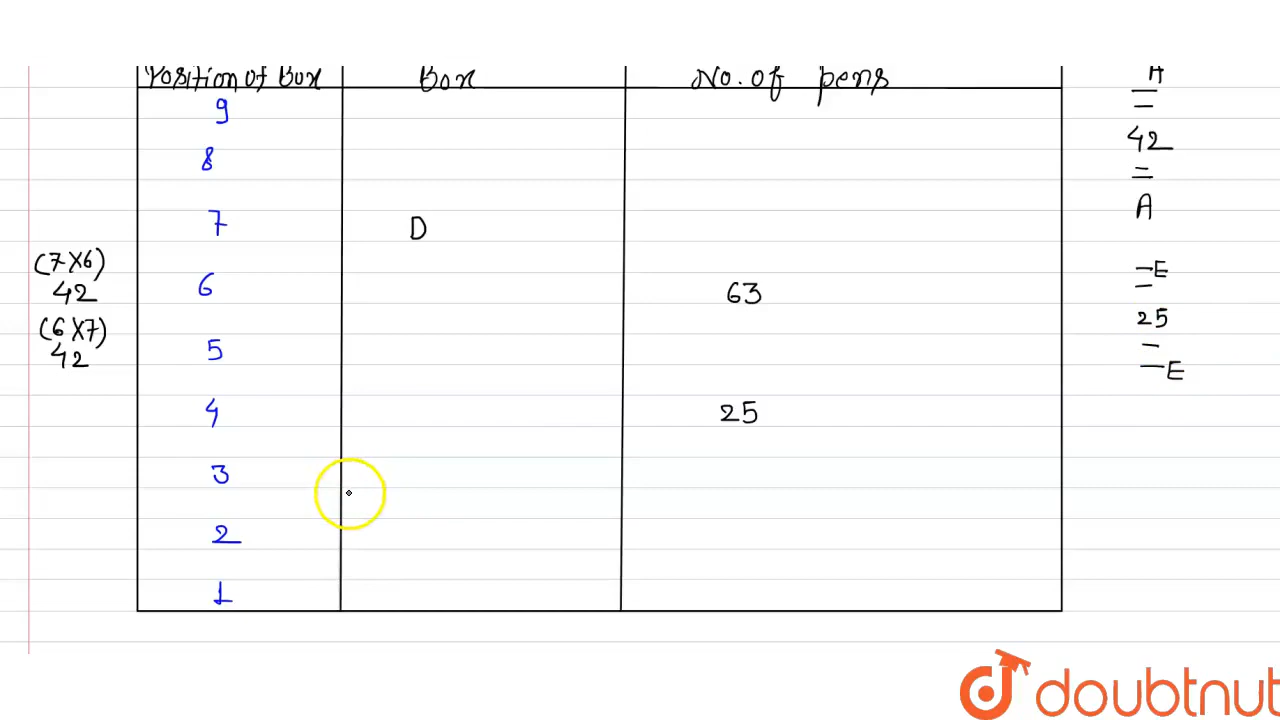 Position of Box Box No. of pens A
9
8
7 D
(7X6)
42 6 63
(6X7)
42 5
4 25
3
2
1
42
=
A
E
25
E
doubtnut